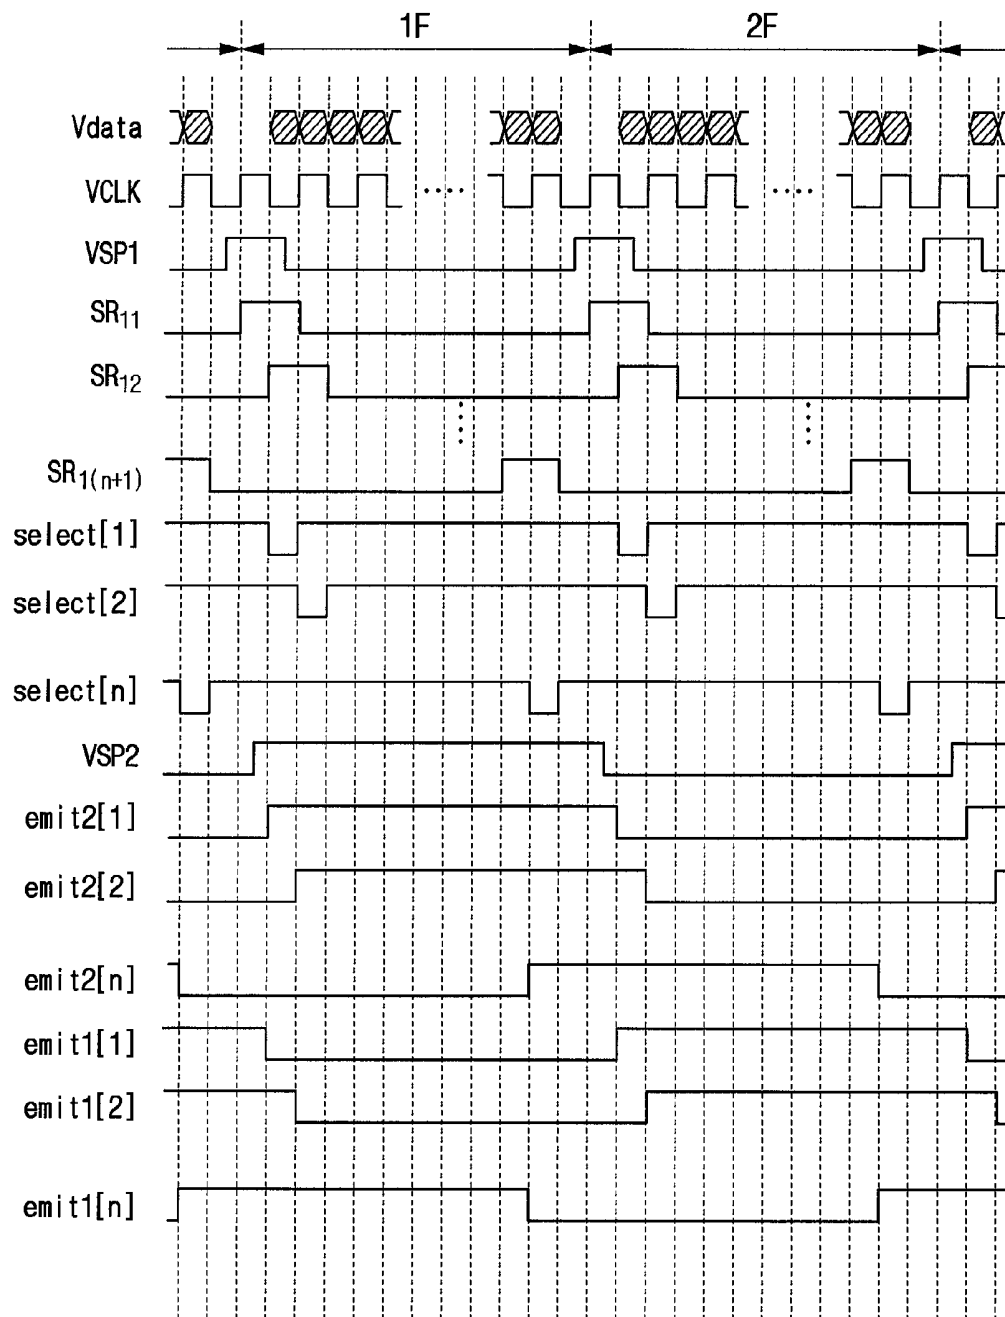 1F 2F
Vdata
VCLK
VSP1
SR11
SR12
SR1(n+1)
select[1]
select[2]
select[n]
VSP2
emit2[1]
emit2[2]
emit2[n]
emit1[1]
emit1[2]
emit1[n]